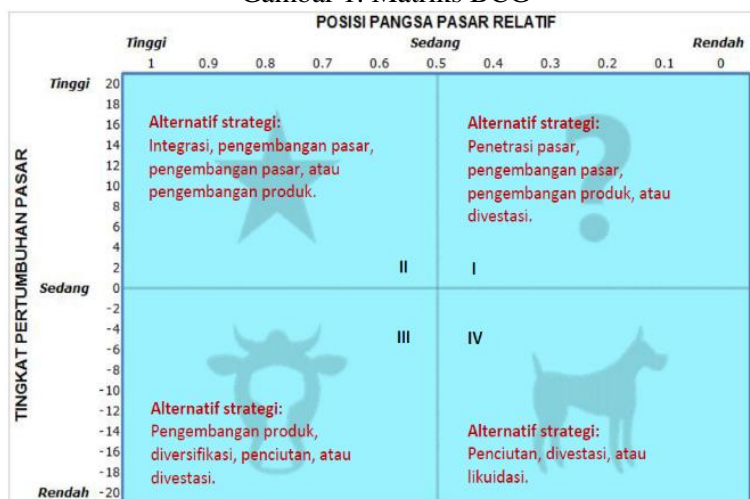 Gambar 1. Matriks BCG
POSISI PANGSA PASAR RELATIF
Tinggi Sedang Rendah
1 0.9 0.8 0.7 0.6 0.5 0.4 0.3 0.2 0.1 0
TINGKAT PERTUMBUHAN PASAR
Tinggi 20
18
16
14
12
10
8
6
4
2
Sedang 0
-2
-4
-6
-8
-10
-12
-14
-16
-18
Rendah -20
Alternatif strategi:
Integrasi, pengembangan pasar,
pengembangan pasar, atau
pengembangan produk.
II
Alternatif strategi:
Penetrasi pasar,
pengembangan pasar,
pengembangan produk, atau
divestasi.
?
I
III
Alternatif strategi:
Pengembangan produk,
diversifikasi, penciutan, atau
divestasi.
IV
Alternatif strategi:
Penciutan, divestasi, atau
likuidasi.